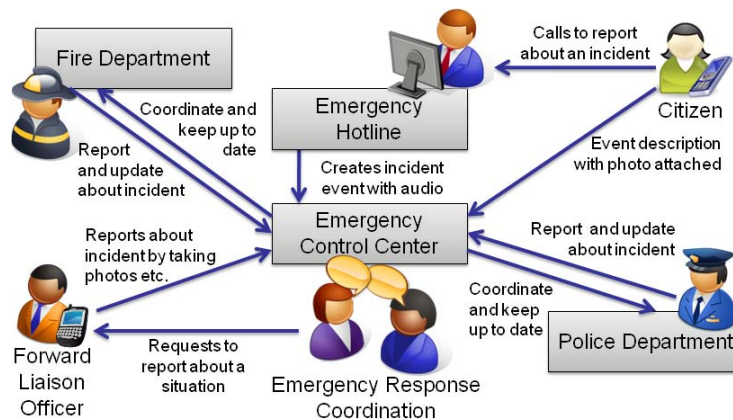 Fire Department
Calls to report
about an incident
Emergency
Hotline
Citizen
Coordinate and
keep up to
date
Report
and update
about incident
Creates incident
event with audio
Event description
with photo attached
Emergency
Control Center
Reports about
incident by taking
photos etc.
Report and update
about incident
Coordinate
and keep
up to date
Police Department
Forward
Liaison
Officer
Requests to
report about a
situation
Emergency Response
Coordination